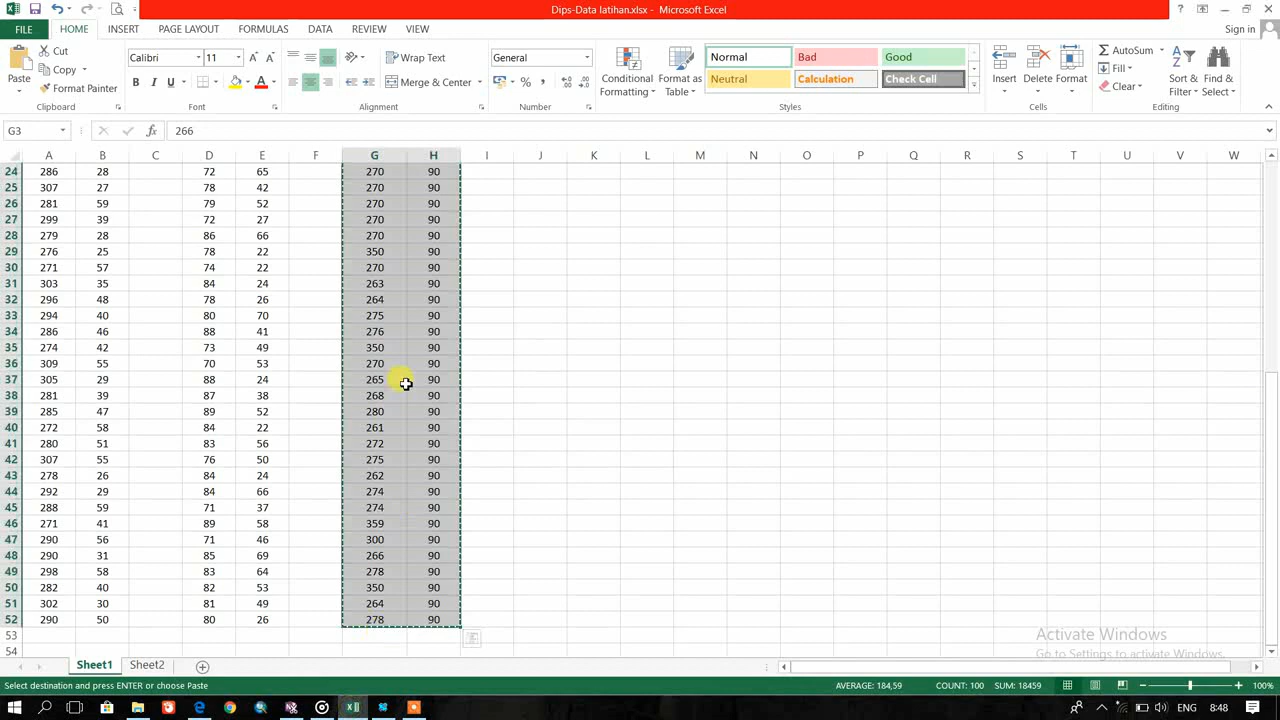 Dips-Data latihan.xlsx - Microsoft Excel
FILE HOME INSERT PAGE LAYOUT FORMULAS DATA REVIEW VIEW Sign in
Paste Cut Copy Format Painter Clipboard
Calibri 11 B I U A Font
Wrap Text Merge & Center Alignment
General % , Number
Conditional Formatting Format as Table
Normal Bad Good
Neutral Calculation Check Cell
Styles
Insert Delete Format Cells
AutoSum Fill Clear Sort & Filter Find & Select Editing
G3 fx 266
A B C D E F G H I J K L M N O P Q R S T U V W
24 286 28 72 65 270 90
25 307 27 78 42 270 90
26 281 59 79 52 270 90
27 299 39 72 27 270 90
28 279 28 86 66 270 90
29 276 25 78 22 350 90
30 271 57 74 22 270 90
31 303 35 84 24 263 90
32 296 48 78 26 264 90
33 294 40 80 70 275 90
34 286 46 88 41 276 90
35 274 42 73 49 350 90
36 309 55 70 53 270 90
37 305 29 88 24 265 90
38 281 39 87 38 268 90
39 285 47 89 52 280 90
40 272 58 84 22 261 90
41 280 51 83 56 272 90
42 307 55 76 50 275 90
43 278 26 84 24 262 90
44 292 29 84 66 274 90
45 288 59 71 37 274 90
46 271 41 89 58 359 90
47 290 56 71 46 300 90
48 290 31 85 69 266 90
49 298 58 83 64 278 90
50 282 40 82 53 350 90
51 302 30 81 49 264 90
52 290 50 80 26 278 90
53
54
Activate Windows
Go to Settings to activate Windows.
Sheet1 Sheet2
Select destination and press ENTER or choose Paste AVERAGE: 184,59 COUNT: 100 SUM: 18459 100%
ENG 8:48